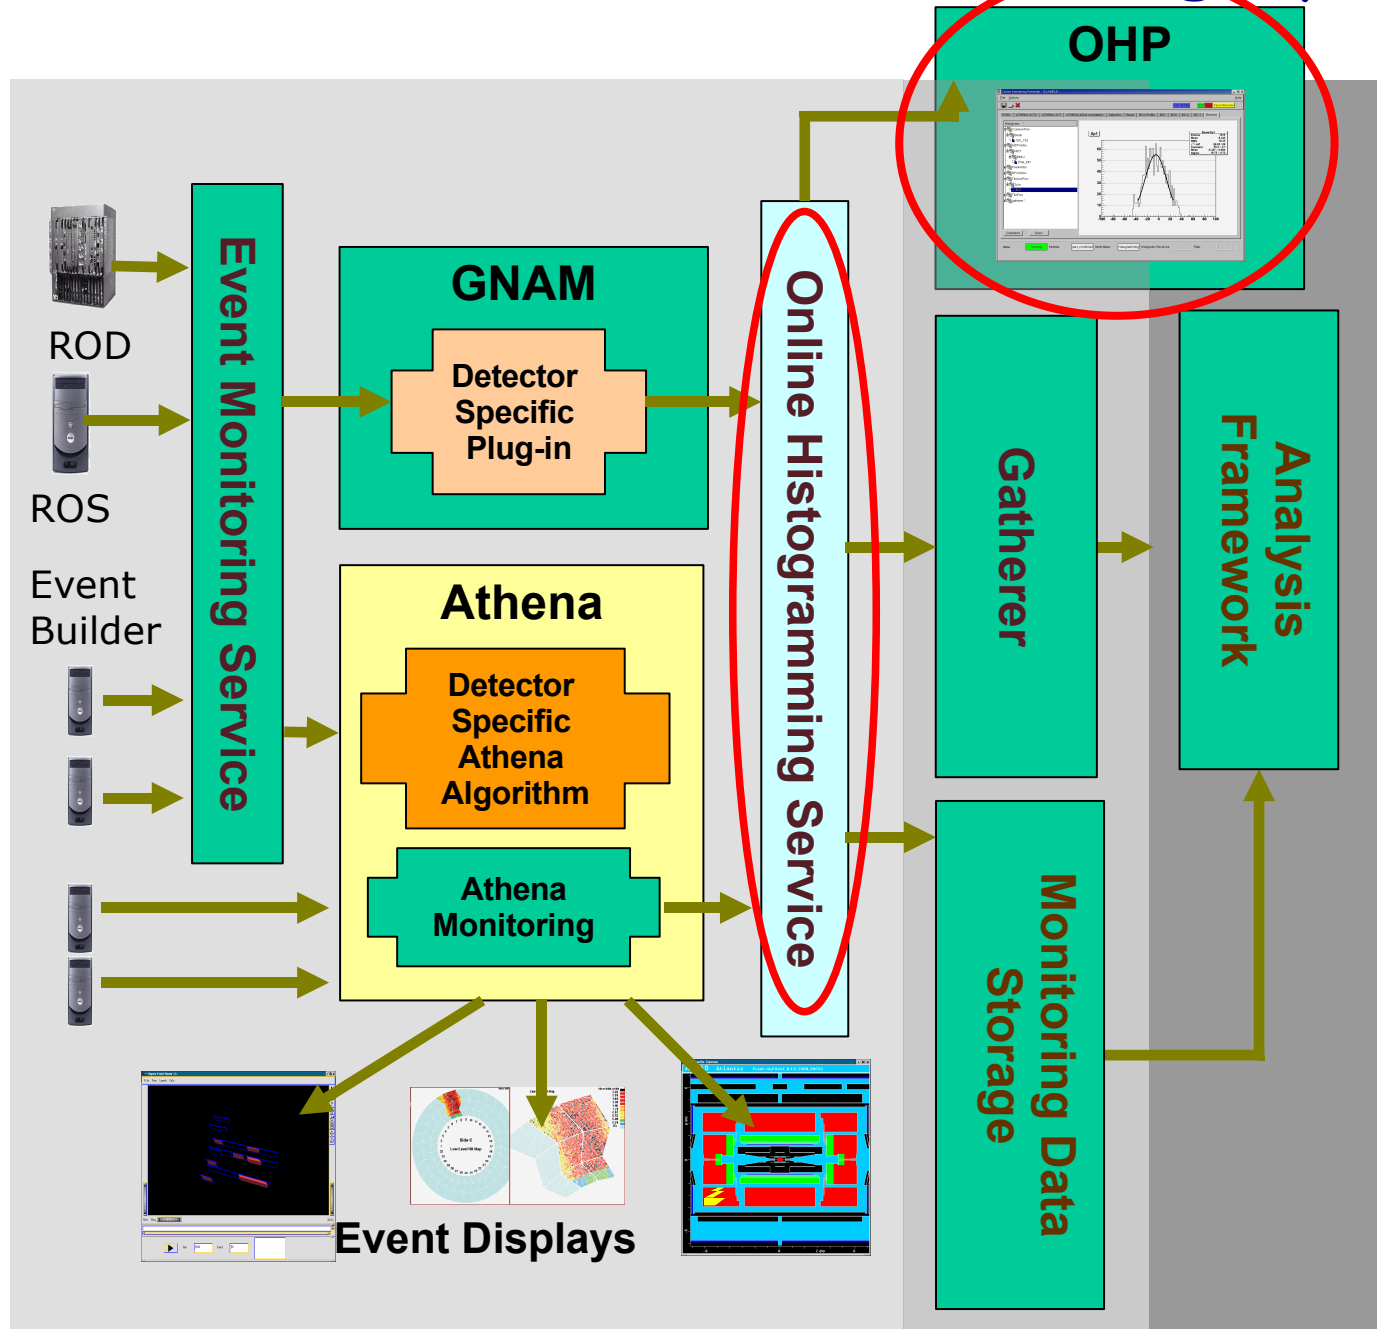 OHP
ROD
ROS
Event
Builder
Event Monitoring Service
GNAM
Detector
Specific
Plug-in
Athena
Detector
Specific
Athena
Algorithm
Athena
Monitoring
Online Histogramming Service
Gatherer
Analysis
Framework
Monitoring Data
Storage
Side C
Event Displays